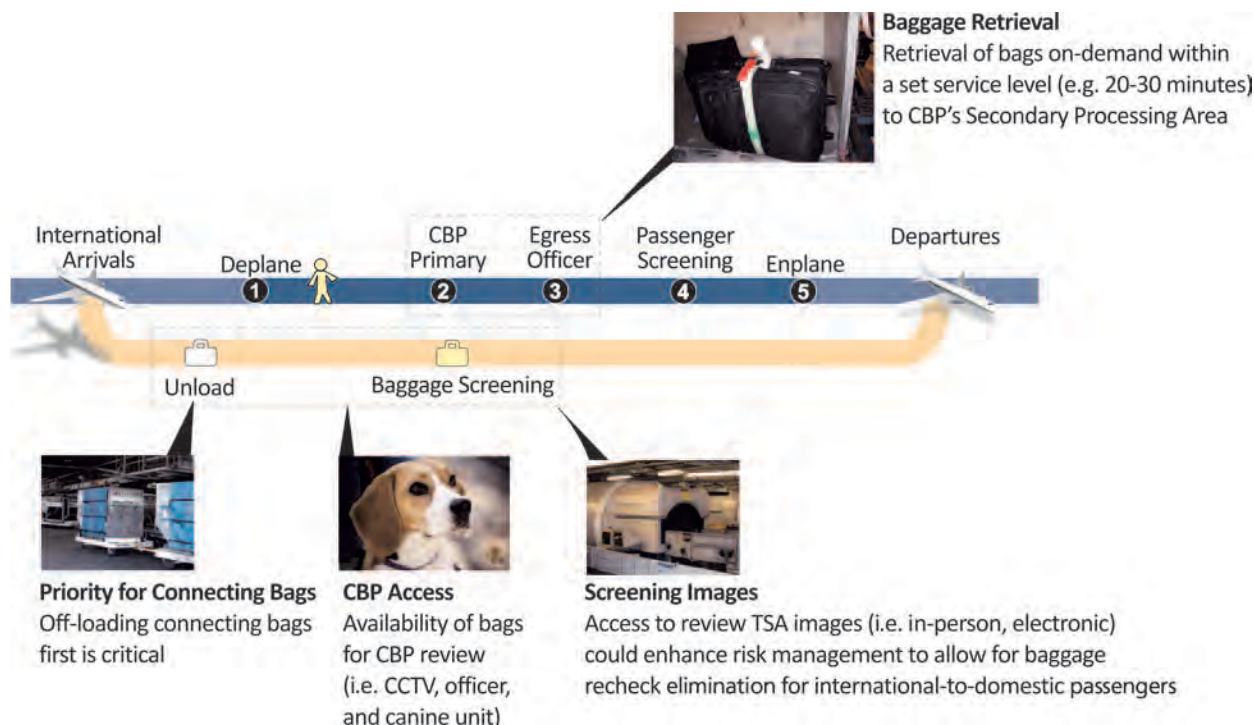 Baggage Retrieval
Retrieval of bags on-demand within
a set service level (e.g. 20-30 minutes)
to CBP's Secondary Processing Area
International
Arrivals
Deplane
CBP
Primary
Egress
Officer
Passenger
Screening
Enplane
Departures
1
2
3
4
5
Unload
Baggage Screening
Priority for Connecting Bags
Off-loading connecting bags
first is critical
CBP Access
Availability of bags
for CBP review
(i.e. CCTV, officer,
and canine unit)
Screening Images
Access to review TSA images (i.e. in-person, electronic)
could enhance risk management to allow for baggage
recheck elimination for international-to-domestic passengers